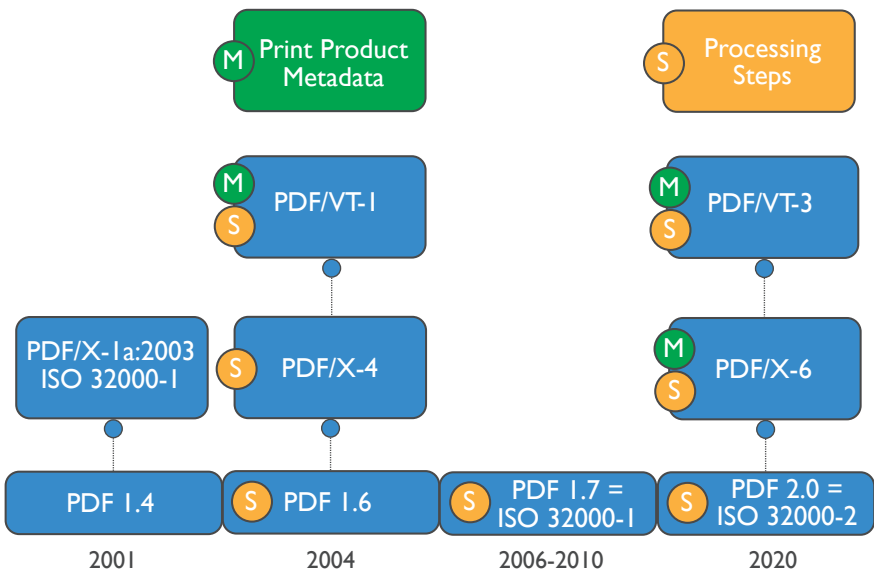 M
Print Product
Metadata
S
Processing
Steps
M
S
PDF/VT-1
M
S
PDF/VT-3
PDF/X-1a:2003
ISO 32000-1
S
PDF/X-4
M
S
PDF/X-6
PDF 1.4
S
PDF 1.6
S
PDF 1.7 =
ISO 32000-1
S
PDF 2.0 =
ISO 32000-2
2001
2004
2006-2010
2020